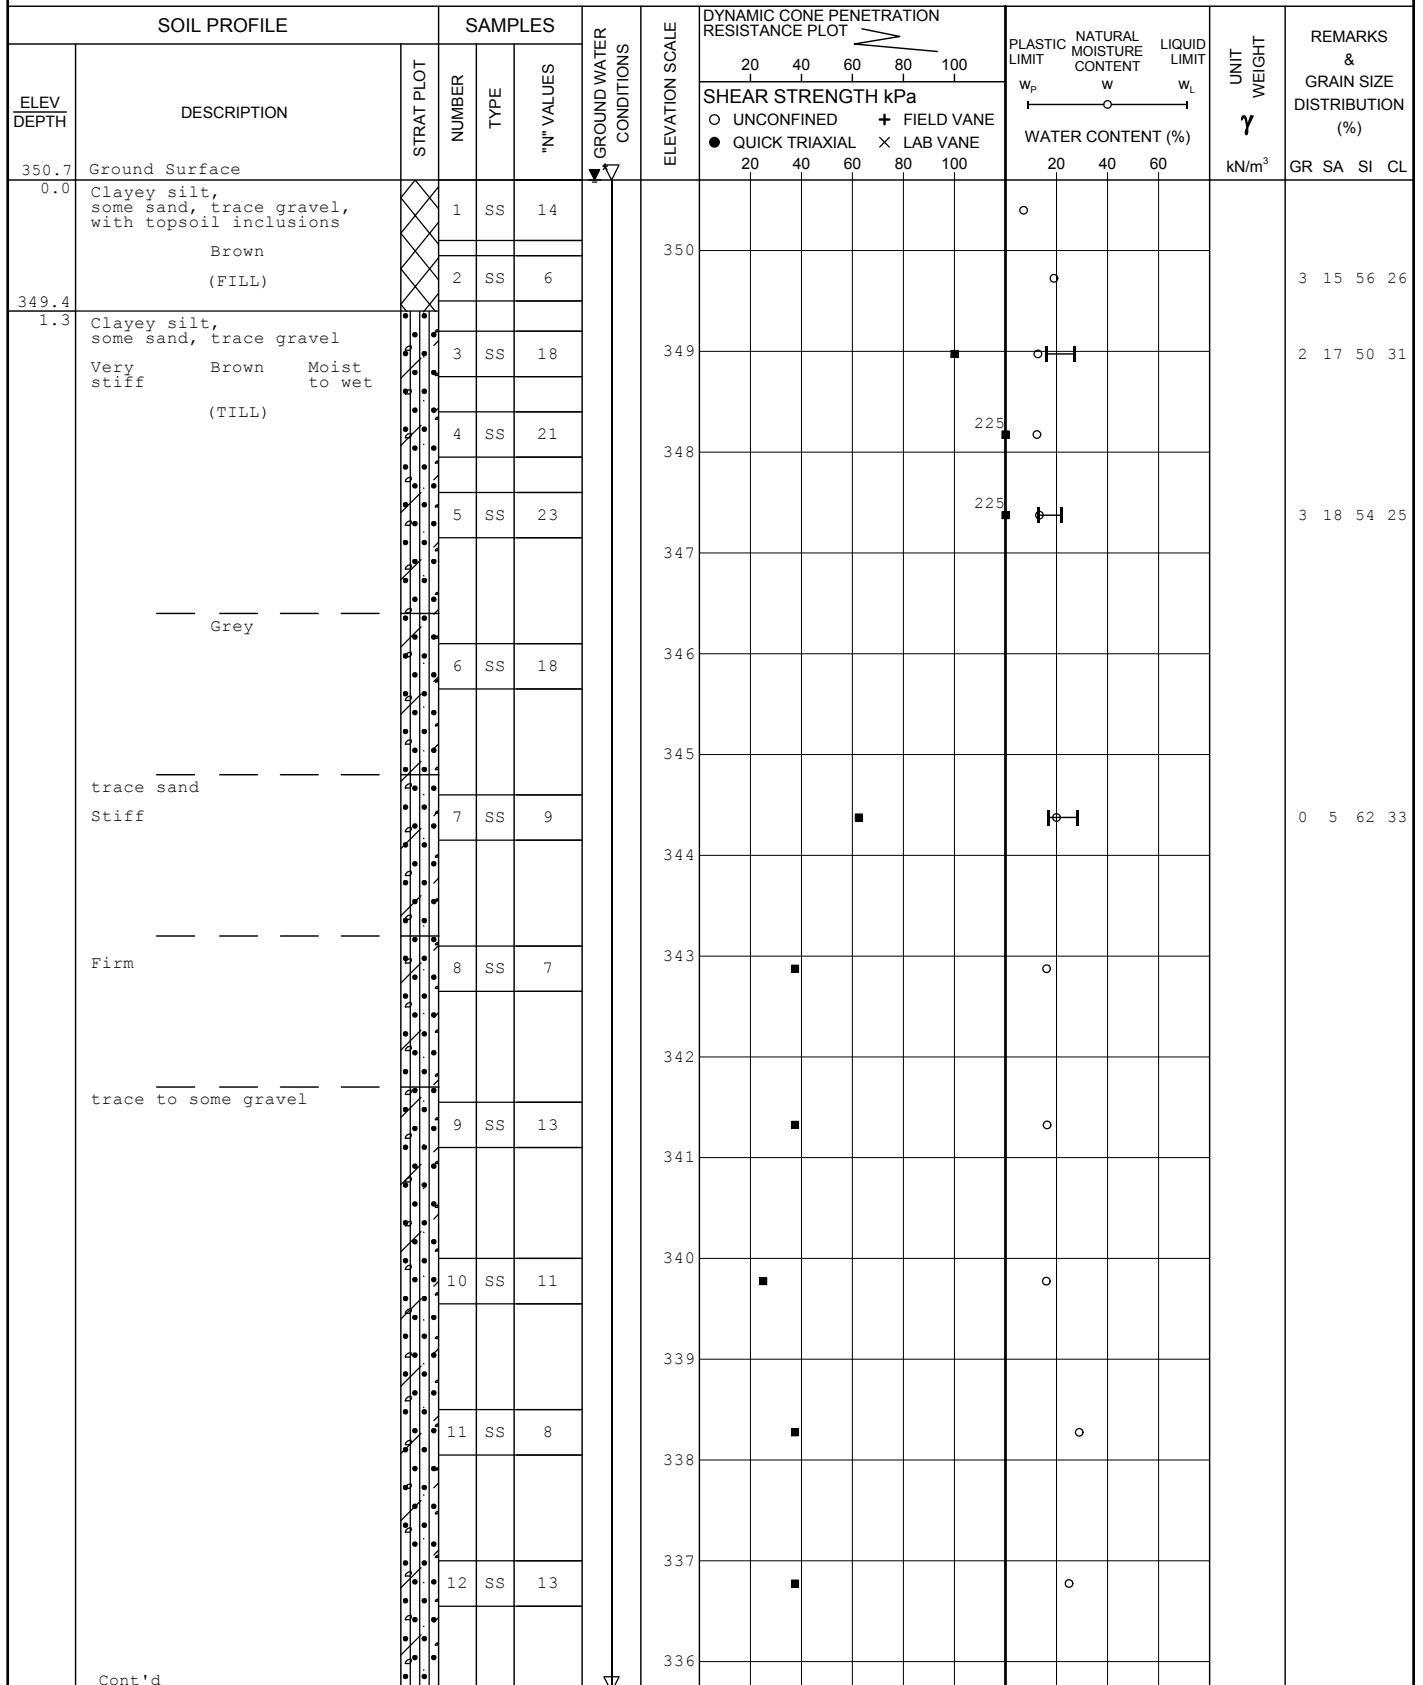 SOIL PROFILE
SAMPLES
GROUND WATER
CONDITIONS
ELEVATION SCALE
DYNAMIC CONE PENETRATION
RESISTANCE PLOT
20 40 60 80 100
SHEAR STRENGTH kPa
○ UNCONFINED + FIELD VANE
● QUICK TRIAXIAL × LAB VANE
20 40 60 80 100
PLASTIC LIMIT
NATURAL MOISTURE CONTENT
LIQUID LIMIT
WP W WL
WATER CONTENT (%)
20 40 60
UNIT
WEIGHT
γ
kN/m³
REMARKS
&
GRAIN SIZE
DISTRIBUTION
(%)
GR SA SI CL
ELEV
DEPTH
DESCRIPTION
STRAT PLOT
NUMBER
TYPE
"N" VALUES
350.7 Ground Surface
0.0 Clayey silt,
some sand, trace gravel,
with topsoil inclusions
1 SS 14
350
Brown
(FILL)
2 SS 6
3 15 56 26
349.4
1.3 Clayey silt,
some sand, trace gravel
3 SS 18
349
2 17 50 31
Very stiff
Brown
Moist to wet
(TILL)
4 SS 21
225
348
5 SS 23
225
3 18 54 25
347
Grey
6 SS 18
346
345
trace sand
Stiff
7 SS 9
0 5 62 33
344
343
Firm
8 SS 7
342
trace to some gravel
9 SS 13
341
340
10 SS 11
339
11 SS 8
338
337
12 SS 13
336
Cont'd